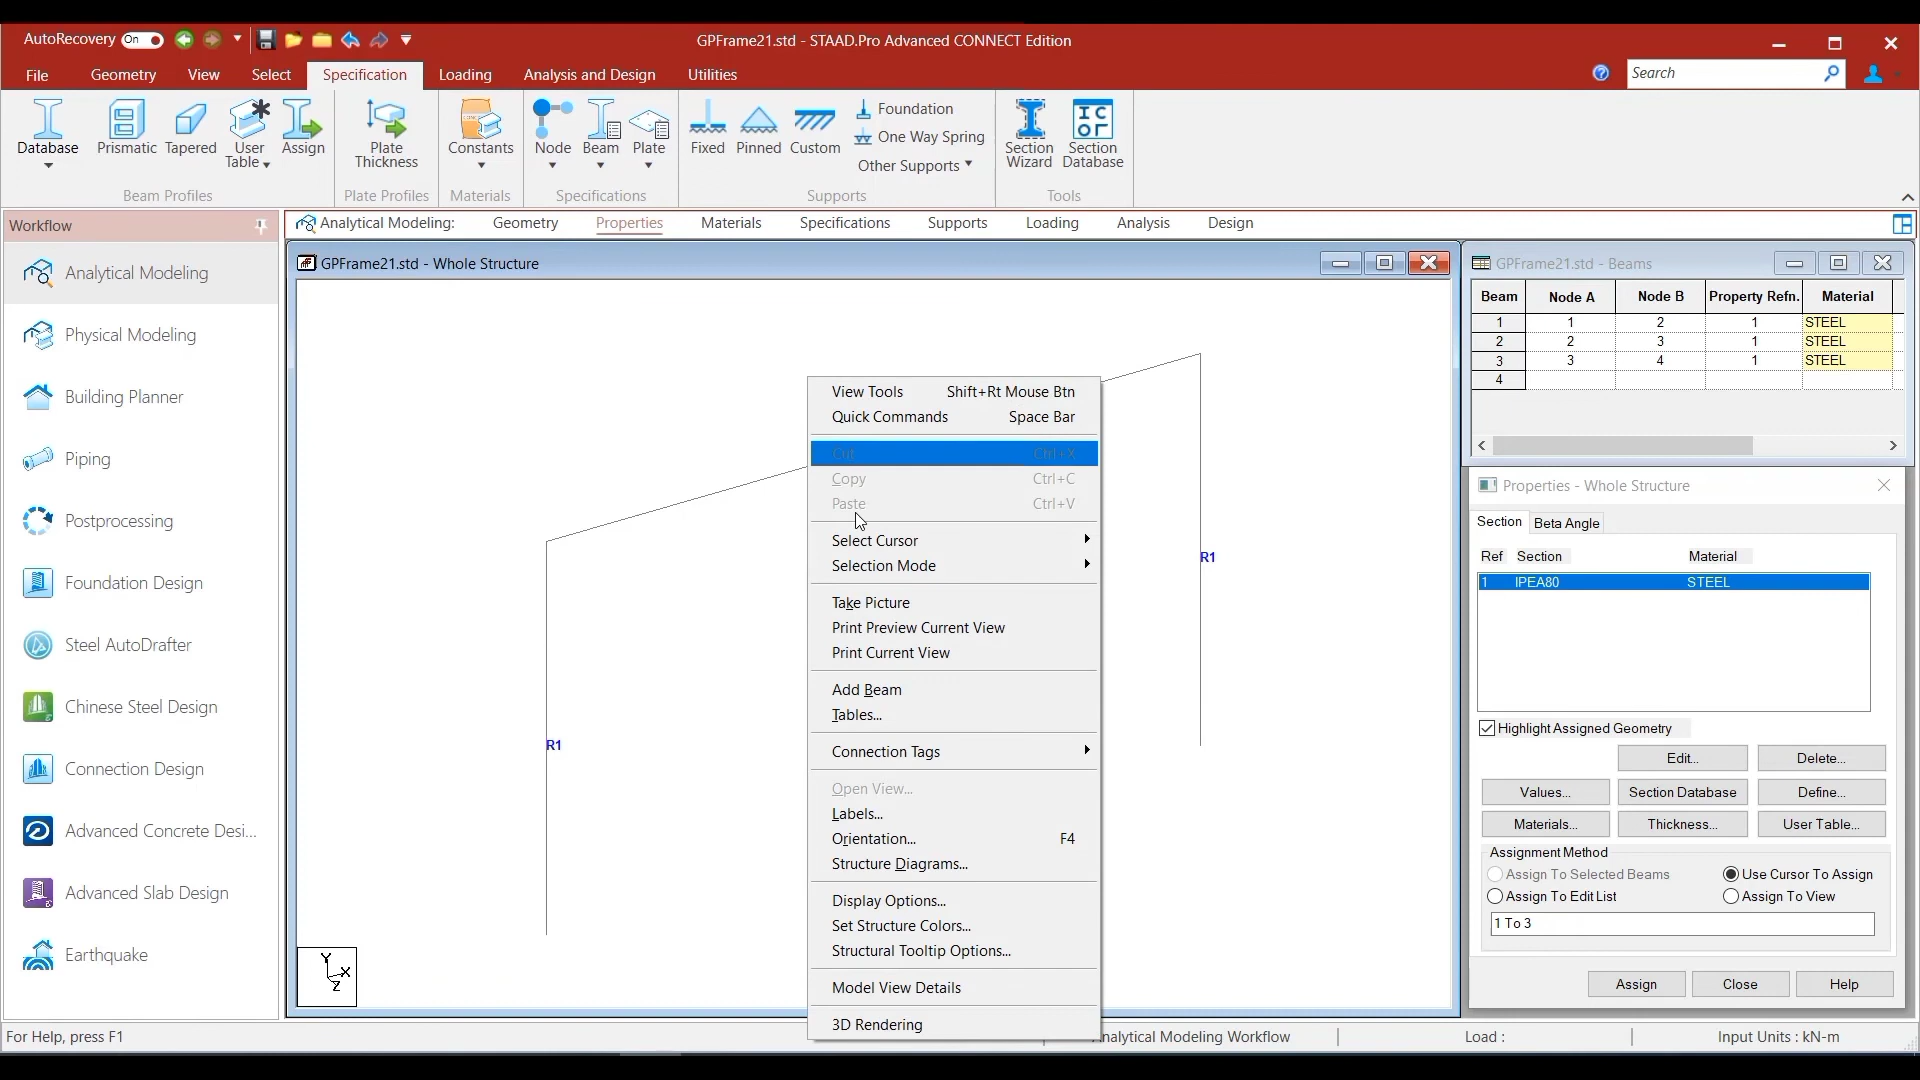 AutoRecovery On
GPFrame21.std - STAAD.Pro Advanced CONNECT Edition
File Geometry View Select Specification Loading Analysis and Design Utilities
Search
Database Prismatic Tapered User Table Assign
Plate Thickness
Constants
Node Beam Plate
Fixed Pinned Custom
Foundation
One Way Spring
Other Supports
Section Wizard
Section Database
Beam Profiles Plate Profiles Materials Specifications Supports Tools
Workflow
Analytical Modeling
Physical Modeling
Building Planner
Piping
Postprocessing
Foundation Design
Steel AutoDrafter
Chinese Steel Design
Connection Design
Advanced Concrete Desi...
Advanced Slab Design
Earthquake
Analytical Modeling: Geometry Properties Materials Specifications Supports Loading Analysis Design
GPFrame21.std - Whole Structure
R1
R1
Y
X
Z
View Tools Shift+Rt Mouse Btn
Quick Commands Space Bar
Cut Ctrl+X
Copy Ctrl+C
Paste Ctrl+V
Select Cursor
Selection Mode
Take Picture
Print Preview Current View
Print Current View
Add Beam
Tables...
Connection Tags
Open View...
Labels...
Orientation... F4
Structure Diagrams...
Display Options...
Set Structure Colors...
Structural Tooltip Options...
Model View Details
3D Rendering
GPFrame21.std - Beams
Beam Node A Node B Property Refn. Material
1 1 2 1 STEEL
2 2 3 1 STEEL
3 3 4 1 STEEL
4
Properties - Whole Structure
Section Beta Angle
Ref Section Material
1 IPEA80 STEEL
Highlight Assigned Geometry
Edit... Delete...
Values... Section Database Define...
Materials... Thickness... User Table...
Assignment Method
Assign To Selected Beams Use Cursor To Assign
Assign To Edit List Assign To View
1 To 3
Assign Close Help
For Help, press F1
Analytical Modeling Workflow
Load :
Input Units : kN-m